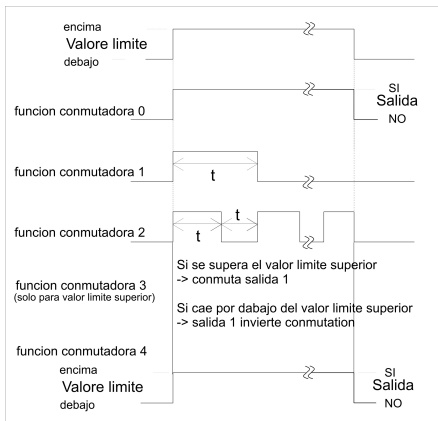 encima
Valore limite
debajo
SI
Salida
NO
funcion conmutadora 0
funcion conmutadora 1
t
t
t
funcion conmutadora 2
Si se supera el valor limite superior
-> conmuta salida 1
funcion conmutadora 3
(solo para valor limite superior)
Si cae por dabajo del valor limite superior
-> salida 1 invierte conmutation
funcion conmutadora 4
encima
Valore limite
debajo
SI
Salida
NO